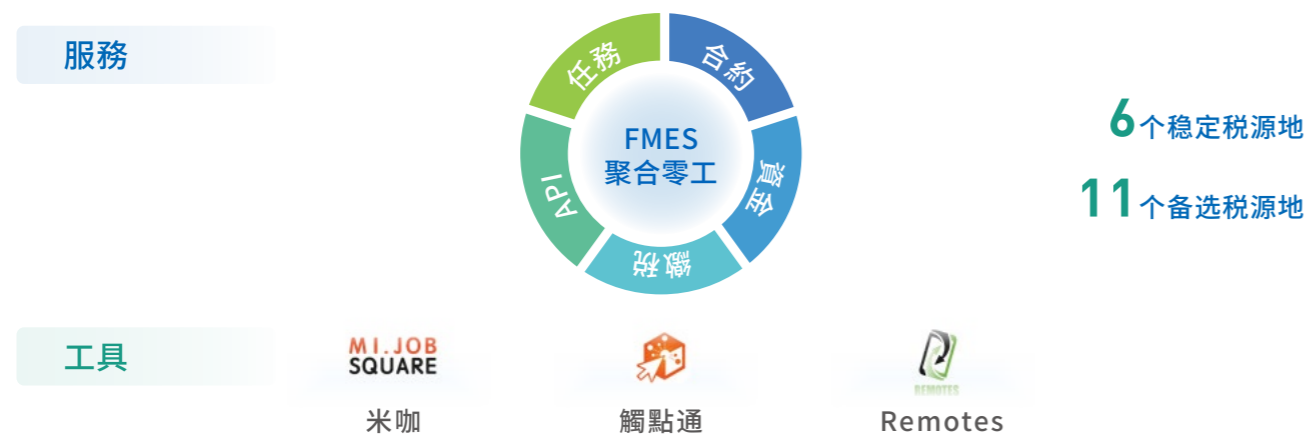 服務
任務
合約
FMES
聚合零工
API
資金
繳税
6个稳定税源地
11个备选税源地
工具
MI.JOB
SQUARE
REMOTES
米咖
觸點通
Remotes